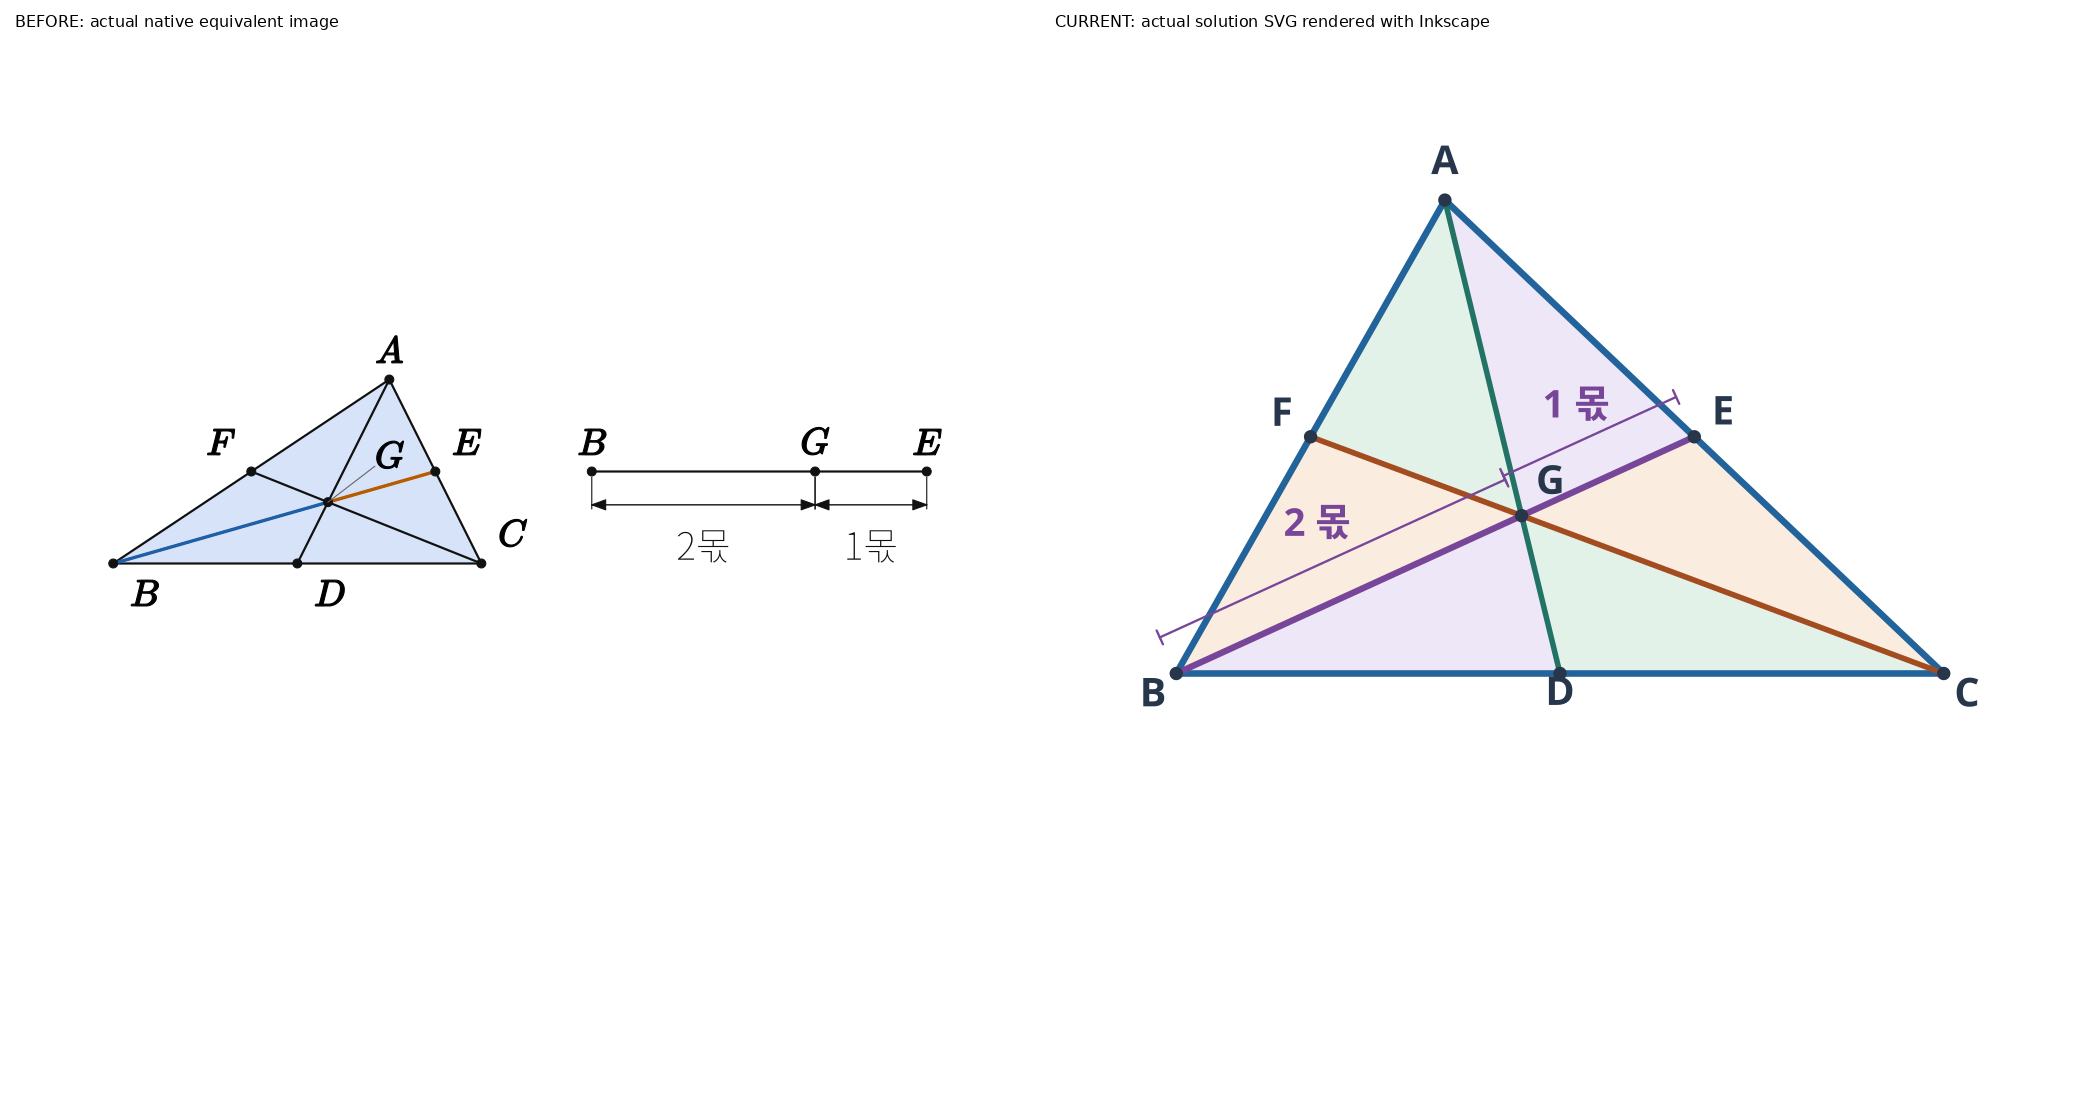 BEFORE: actual native equivalent image
CURRENT: actual solution SVG rendered with Inkscape
A
F
G
E
C
B
D
B
G
E
2몫
1몫
A
1 몫
F
E
G
2 몫
B
D
C